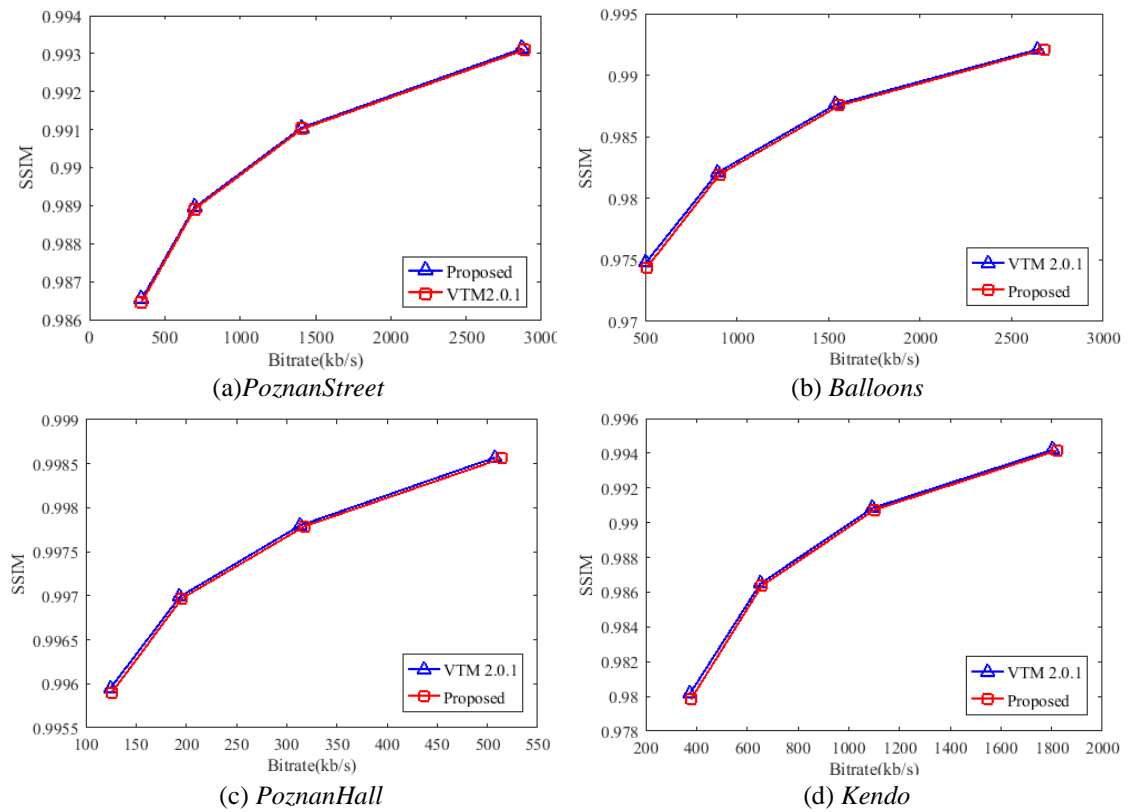 0.994
0.993
0.992
0.991
0.99
0.989
0.988
0.987
0.986
SSIM
0 500 1000 1500 2000 2500 3000
Bitrate(kb/s)
Proposed
VTM2.0.1
(a)PoznanStreet
0.995
0.99
0.985
0.98
0.975
0.97
SSIM
500 1000 1500 2000 2500 3000
Bitrate(kb/s)
VTM 2.0.1
Proposed
(b) Balloons
0.999
0.9985
0.998
0.9975
0.997
0.9965
0.996
0.9955
SSIM
100 150 200 250 300 350 400 450 500 550
Bitrate(kb/s)
VTM 2.0.1
Proposed
(c) PoznanHall
0.996
0.994
0.992
0.99
0.988
0.986
0.984
0.982
0.98
0.978
SSIM
200 400 600 800 1000 1200 1400 1600 1800 2000
Bitrate(kb/s)
VTM 2.0.1
Proposed
(d) Kendo